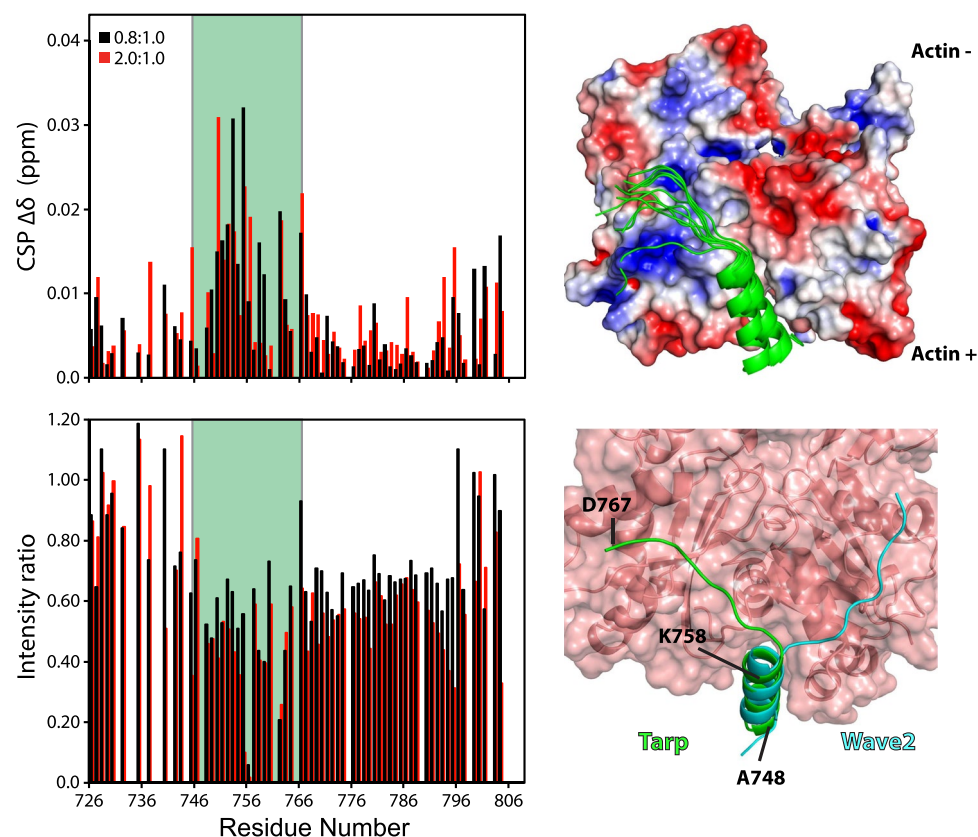 0.04
0.03
0.02
0.01
0.0
CSP Δδ (ppm)
0.8:1.0
2.0:1.0
Actin -
Actin +
1.20
1.00
0.80
0.60
0.40
0.20
0.0
Intensity ratio
726 736 746 756 766 776 786 796 806
Residue Number
D767
K758
Tarp
Wave2
A748